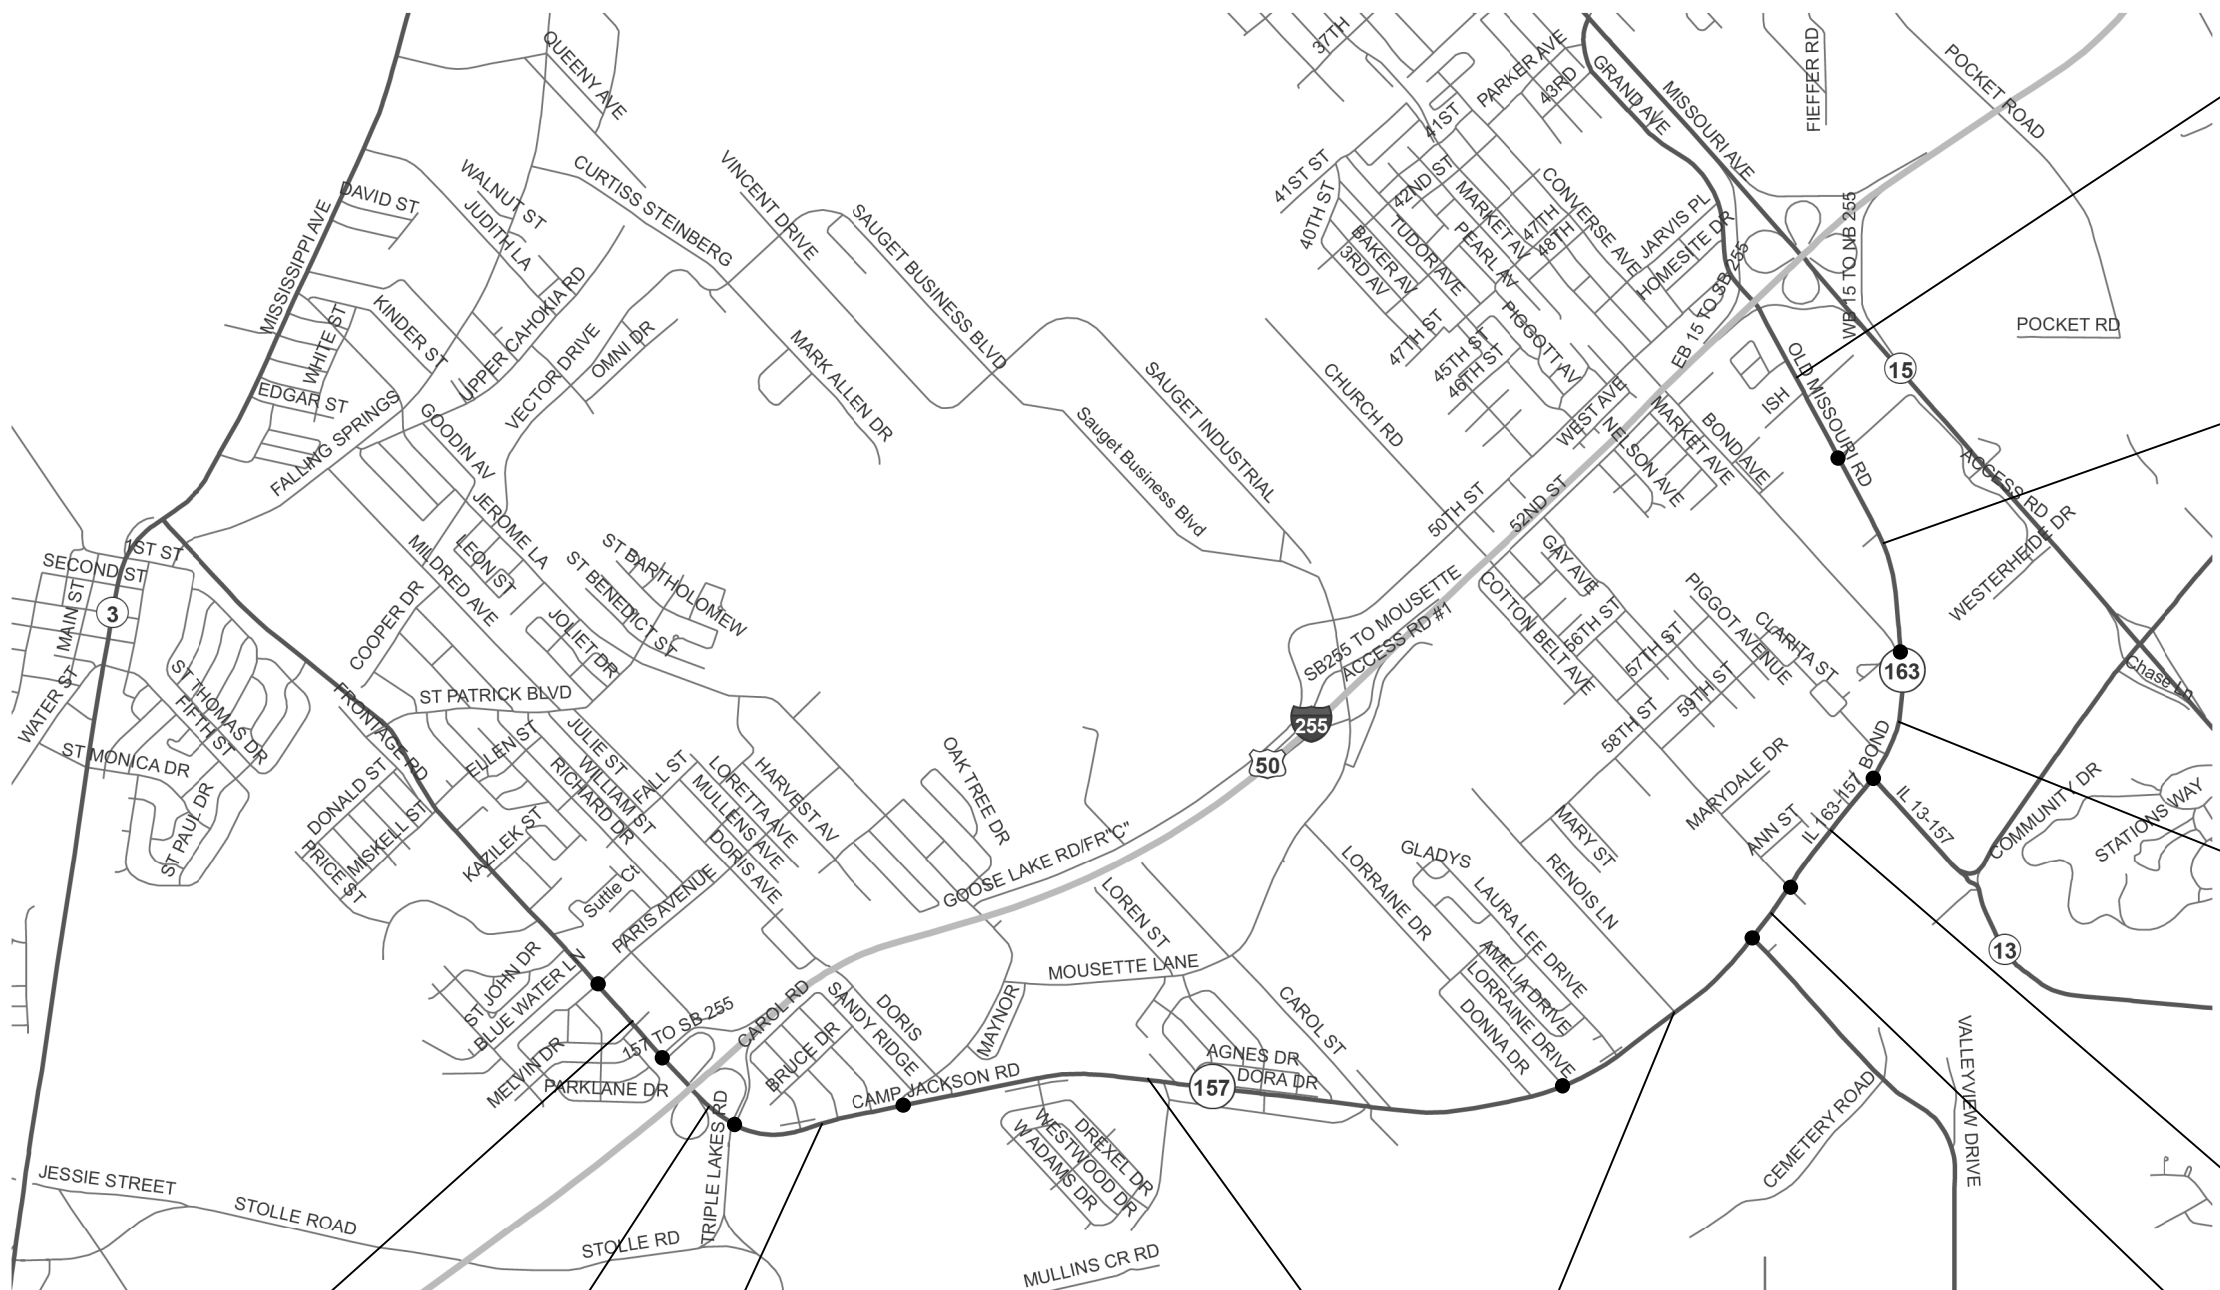 QUEENY AVE
37TH
PARKER AVE
43RD
GRAND AVE
MISSOURI AVE
FIEFFER RD
POCKET ROAD
41ST
41ST ST
40TH ST
42ND ST
MARKET AV
CONVERSE AVE
47TH
48TH
JARVIS PL
HOMESITE DR
WB 15 TO NB 255
EB 15 TO SB 255
TUDOR AVE
PEARL AV
BAKER AV
3RD AV
PIGGOTT AV
47TH ST
45TH ST
46TH ST
POCKET RD
WALNUT ST
CURTISS STEINBERG
VINCENT DRIVE
DAVID ST
JUDITH LA
MISSISSIPPI AVE
SAUGET BUSINESS BLVD
UPPER CAHOKIA RD
KINDER ST
WHITE ST
EDGAR ST
VECTOR DRIVE
OMNI DR
MARK ALLEN DR
SAUGET INDUSTRIAL
Sauget Business Blvd
CHURCH RD
WEST AVE
NELSON AVE
MARKET AVE
BOND AVE
ISH
OLD MISSOURI RD
15
FALLING SPRINGS
GOODIN AV
JEROME LA
LEON ST
MILDRED AVE
COOPER DR
ST BARTHOLOMEW
ST BENEDICT ST
JOLIET DR
50TH ST
52ND ST
ACCESS RD
WESTERHEIDE DR
1ST ST
SECOND ST
MAIN ST
3
WATER ST
ST THOMAS DR
FIFTH ST
ST MONICA DR
ST PAUL DR
FRONTAGE RD
ST PATRICK BLVD
SB255 TO MOUSETTE
ACCESS RD #1
GAY AVE
COTTON BELT AVE
56TH ST
57TH ST
58TH ST
59TH ST
PIGGOT AVENUE
CLARITA ST
163
Chase Ln
255
50
ELLEN ST
JULIE ST
WILLIAM ST
RICHARD DR
FALL ST
LORETTA AVE
MULLENS AVE
DORIS AVE
HARVEST AV
OAK TREE DR
DONALD ST
MISKELL ST
PRICE ST
KAZILEK ST
GOOSE LAKE RD/FR"C"
MARY ST
MARYDALE DR
ANN ST
IL 163-157
BOND
IL 13-157
COMMUNITY DR
STATIONS WAY
Suttle Ct
PARIS AVENUE
LOREN ST
LORRAINE DR
GLADYS
LAURA LEE DRIVE
RENOIS LN
13
ST JOHN DR
BLUE WATER LN
MOUSETTE LANE
MAYNOR
CAROL ST
AMELIA DRIVE
LORRAINE DRIVE
DONNA DR
157 TO SB 255
CAROL RD
SANDY RIDGE
DORIS
BRUCE DR
MELVIN DR
PARKLANE DR
CAMP JACKSON RD
AGNES DR
DORA DR
157
TRIPLE LAKES RD
DREXEL DR
WESTWOOD DR
W ADAMS DR
CEMETERY ROAD
VALLEYVIEW DRIVE
JESSIE STREET
STOLLE ROAD
STOLLE RD
MULLINS CR RD